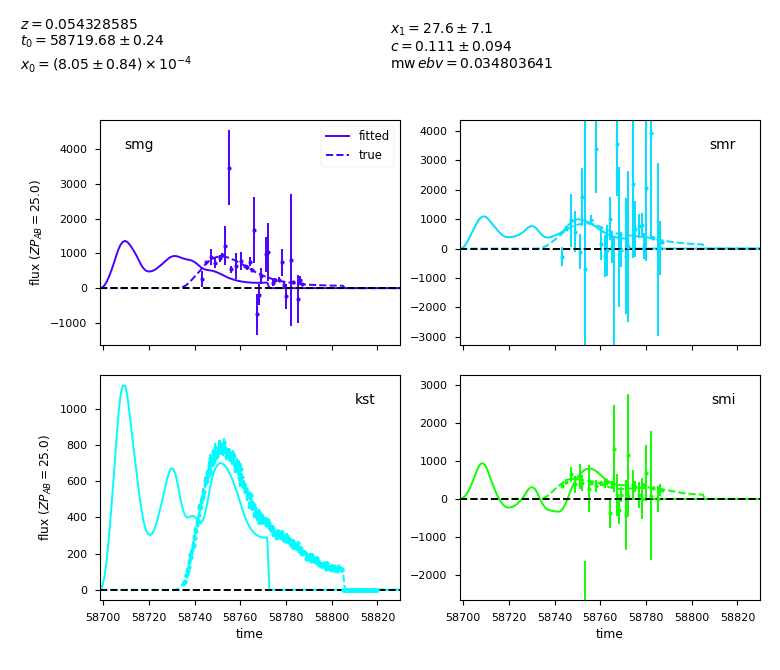 z = 0.054328585
t₀ = 58719.68 ± 0.24
x₀ = (8.05 ± 0.84) × 10⁻⁴
x₁ = 27.6 ± 7.1
c = 0.111 ± 0.094
mw ebv = 0.034803641
smg
fitted
true
4000
3000
2000
1000
0
−1000
flux (ZP_AB = 25.0)
smr
4000
3000
2000
1000
0
−1000
−2000
−3000
kst
1000
800
600
400
200
0
flux (ZP_AB = 25.0)
58700 58720 58740 58760 58780 58800 58820
time
smi
3000
2000
1000
0
−1000
−2000
58700 58720 58740 58760 58780 58800 58820
time